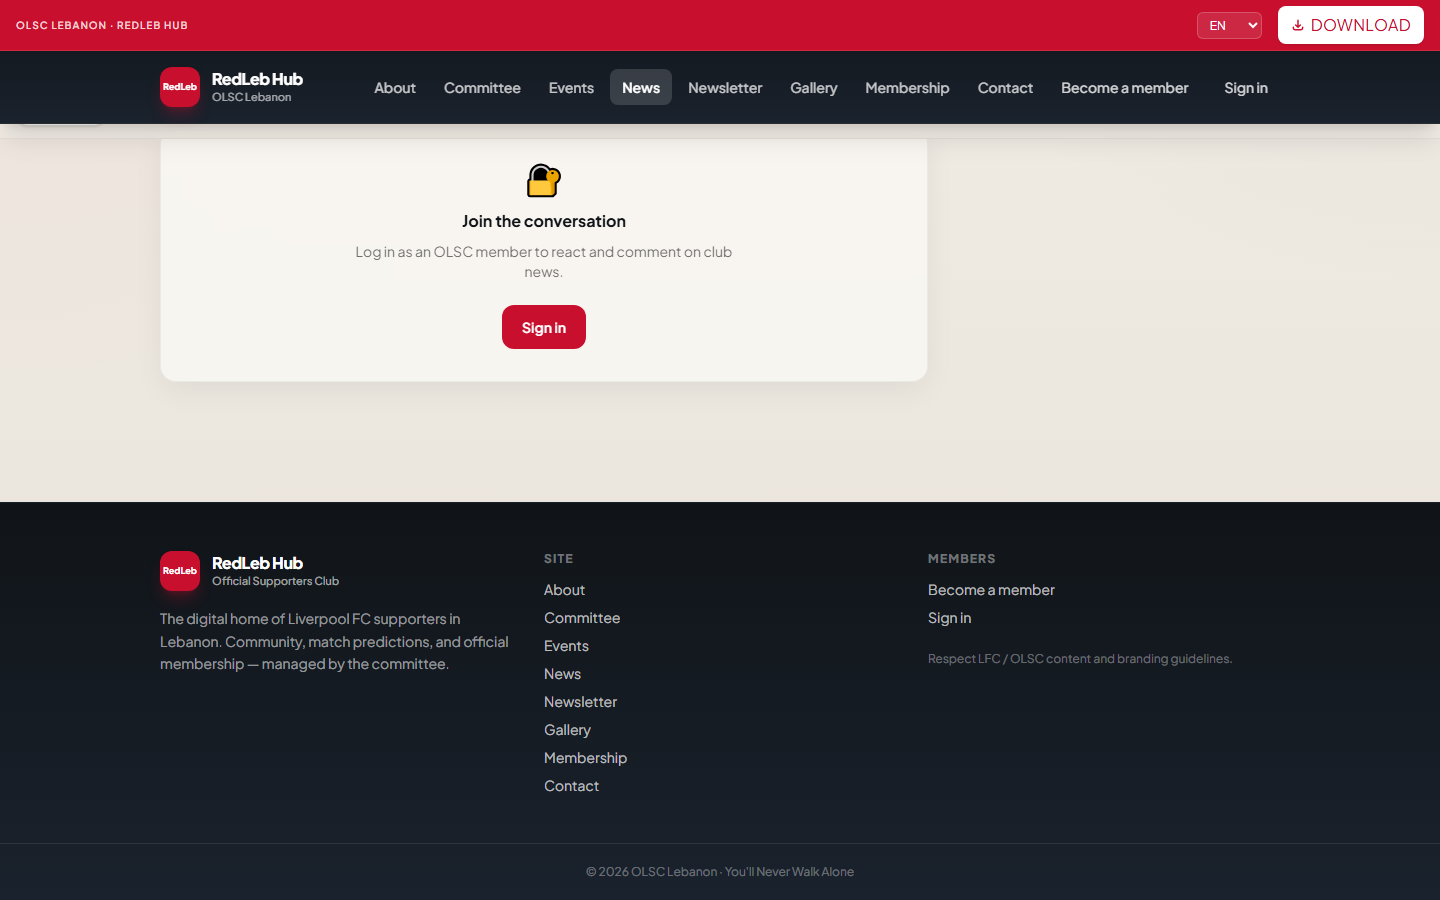 OLSC LEBANON · REDLEB HUB
EN
DOWNLOAD
RedLeb
RedLeb Hub
OLSC Lebanon
About
Committee
Events
News
Newsletter
Gallery
Membership
Contact
Become a member
Sign in
Join the conversation
Log in as an OLSC member to react and comment on club
news.
Sign in
RedLeb
RedLeb Hub
Official Supporters Club
The digital home of Liverpool FC supporters in
Lebanon. Community, match predictions, and official
membership — managed by the committee.
SITE
About
Committee
Events
News
Newsletter
Gallery
Membership
Contact
MEMBERS
Become a member
Sign in
Respect LFC / OLSC content and branding guidelines.
© 2026 OLSC Lebanon · You'll Never Walk Alone